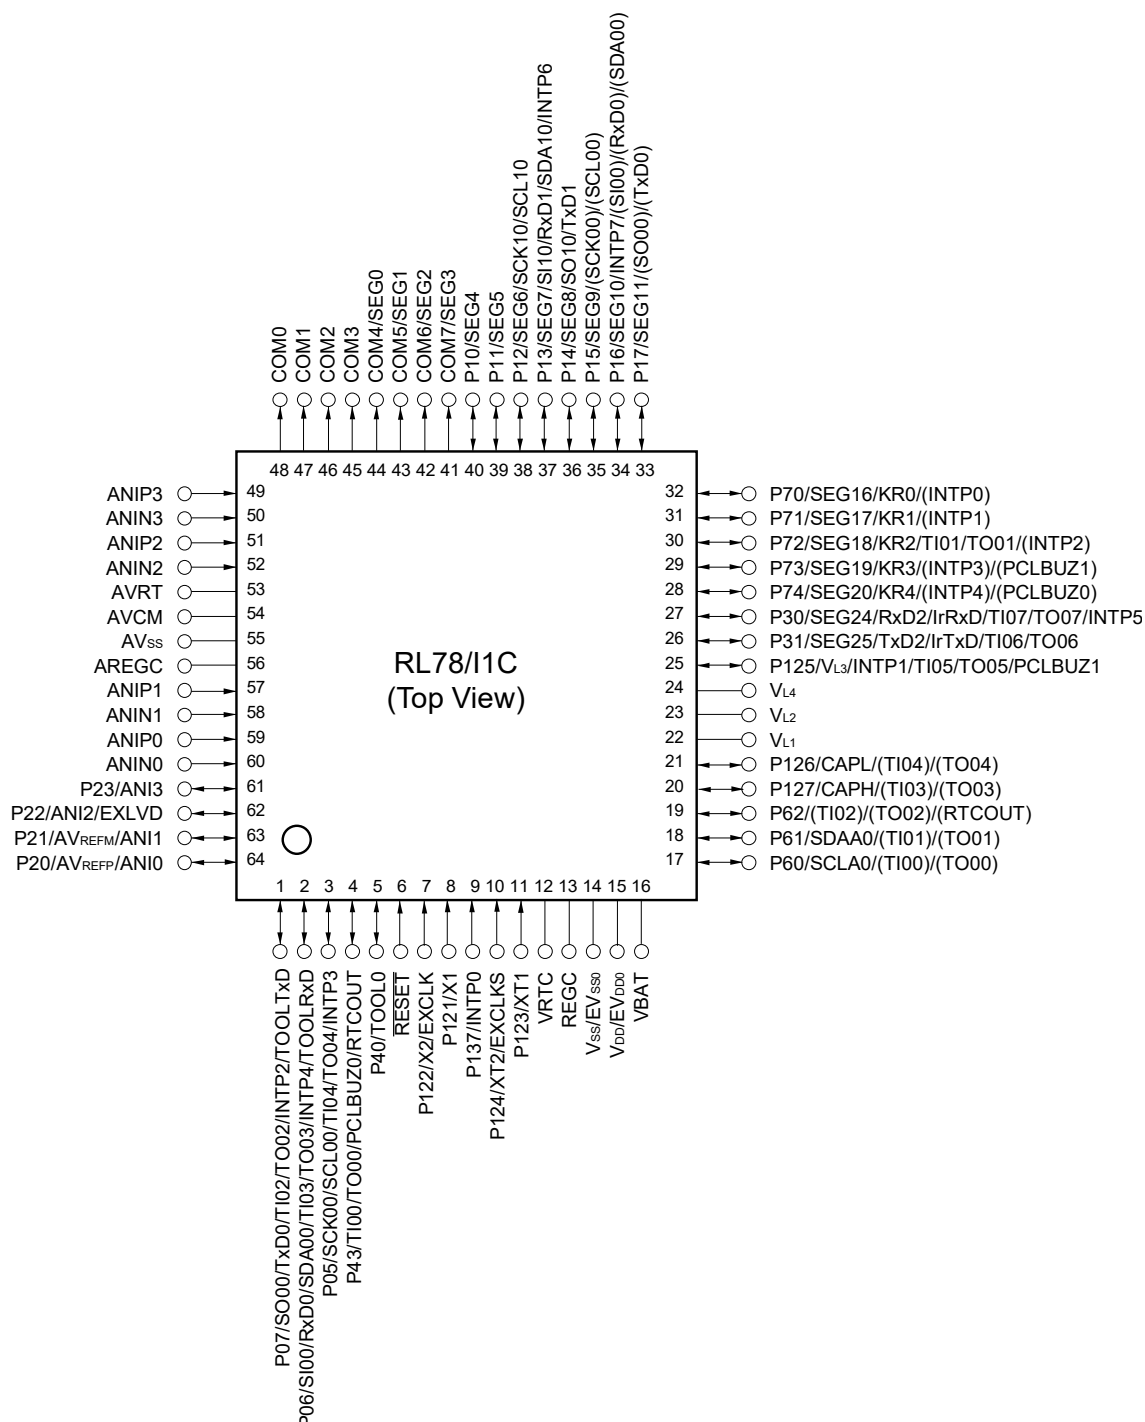 COM0
COM1
COM2
COM3
COM4/SEG0
COM5/SEG1
COM6/SEG2
COM7/SEG3
P10/SEG4
P11/SEG5
P12/SEG6/SCK10/SCL10
P13/SEG7/SI10/RxD1/SDA10/INTP6
P14/SEG8/SO10/TxD1
P15/SEG9/(SCK00)/(SCL00)
P16/SEG10/INTP7/(SI00)/(RxD0)/(SDA00)
P17/SEG11/(SO00)/(TxD0)
48 47 46 45 44 43 42 41 40 39 38 37 36 35 34 33
ANIP3 49
ANIN3 50
ANIP2 51
ANIN2 52
AVRT 53
AVCM 54
AVSS 55
AREGC 56
ANIP1 57
ANIN1 58
ANIP0 59
ANIN0 60
P23/ANI3 61
P22/ANI2/EXLVD 62
P21/AVREFM/ANI1 63
P20/AVREFP/ANI0 64
RL78/I1C
(Top View)
32 P70/SEG16/KR0/(INTP0)
31 P71/SEG17/KR1/(INTP1)
30 P72/SEG18/KR2/TI01/TO01/(INTP2)
29 P73/SEG19/KR3/(INTP3)/(PCLBUZ1)
28 P74/SEG20/KR4/(INTP4)/(PCLBUZ0)
27 P30/SEG24/RxD2/IrRxD/TI07/TO07/INTP5
26 P31/SEG25/TxD2/IrTxD/TI06/TO06
25 P125/VL3/INTP1/TI05/TO05/PCLBUZ1
24 VL4
23 VL2
22 VL1
21 P126/CAPL/(TI04)/(TO04)
20 P127/CAPH/(TI03)/(TO03)
19 P62/(TI02)/(TO02)/(RTCOUT)
18 P61/SDAA0/(TI01)/(TO01)
17 P60/SCLA0/(TI00)/(TO00)
1 2 3 4 5 6 7 8 9 10 11 12 13 14 15 16
P07/SO00/TxD0/TI02/TO02/INTP2/TOOLTxD
P06/SI00/RxD0/SDA00/TI03/TO03/INTP4/TOOLRxD
P05/SCK00/SCL00/TI04/TO04/INTP3
P43/TI00/TO00/PCLBUZ0/RTCOUT
P40/TOOL0
RESET
P122/X2/EXCLK
P121/X1
P137/INTP0
P124/XT2/EXCLKS
P123/XT1
VRTC
REGC
VSS/EVSS0
VDD/EVDD0
VBAT